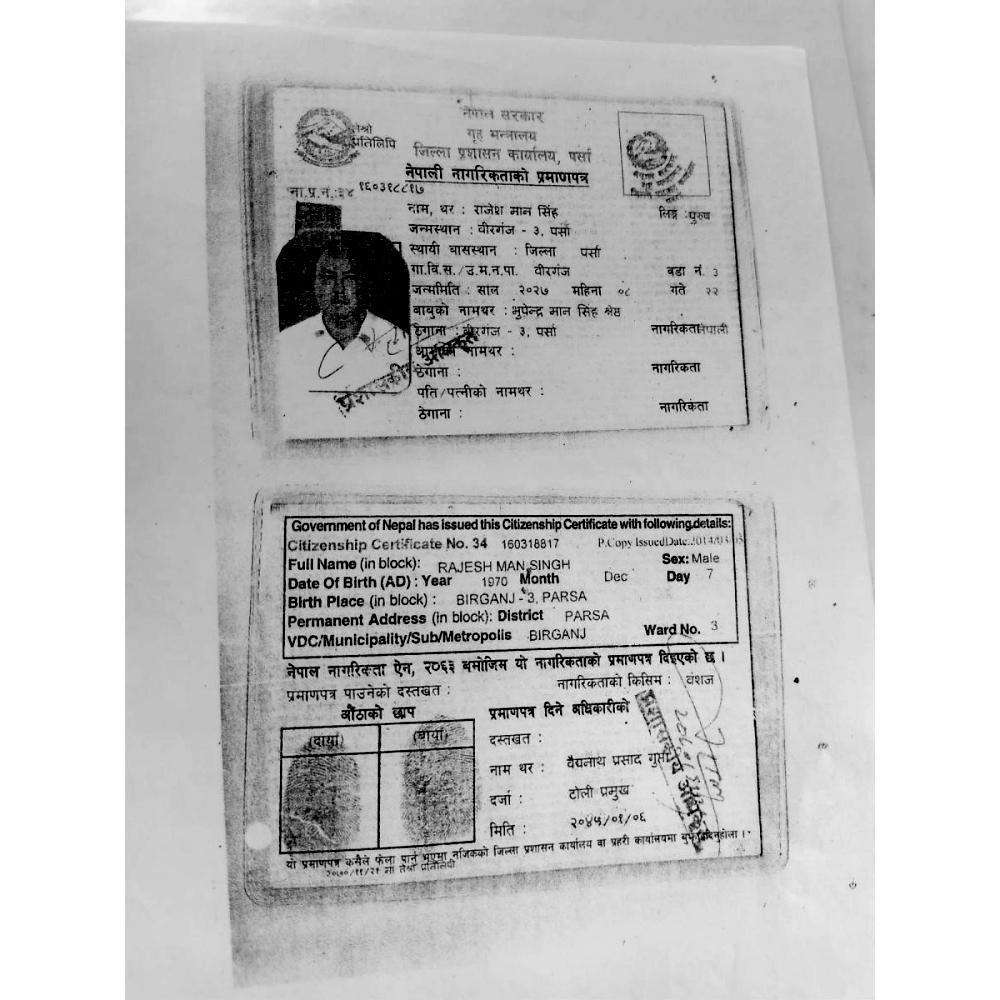 नेपाल सरकार
गृह मन्त्रालय
जिल्ला प्रशासन कार्यालय, पर्सा
तेश्रो
प्रतिलिपि
नेपाली नागरिकताको प्रमाणपत्र
ना.प्र.नं.:३४ १६०३१८८१७
नाम, थर : राजेश मान सिंह लिङ्ग :पुरुष
जन्मस्थान : वीरगंज - ३, पर्सा
स्थायी बासस्थान : जिल्ला पर्सा
गा.वि.स./उ.म.न.पा. वीरगंज वडा नं. ३
जन्ममिति : साल २०२७ महिना ०८ गते २२
बाबुको नामथर : भुपेन्द्र मान सिंह श्रेष्ठ
ठेगाना : वीरगंज - ३, पर्सा नागरिकता नेपाली
आमाको नामथर :
ठेगाना : नागरिकता
पति/पत्नीको नामथर :
ठेगाना : नागरिकता
प्रशासकीय अधिकृत
Government of Nepal has issued this Citizenship Certificate with following details:
Citizenship Certificate No. 34 160318817 P.Copy IssuedDate:2014/03/
Full Name (in block): RAJESH MAN SINGH Sex: Male
Date Of Birth (AD) : Year 1970 Month Dec Day 7
Birth Place (in block) : BIRGANJ - 3, PARSA
Permanent Address (in block): District PARSA
VDC/Municipality/Sub/Metropolis BIRGANJ Ward No. 3
नेपाल नागरिकता ऐन, २०६३ बमोजिम यो नागरिकताको प्रमाणपत्र दिइएको छ ।
प्रमाणपत्र पाउनेको दस्तखत : नागरिकताको किसिम : वंशज
औंठाको छाप प्रमाणपत्र दिने अधिकारीको
(दायाँ) (बायाँ) दस्तखत :
नाम थर : वैद्यनाथ प्रसाद गुप्ता
दर्जा : टोली प्रमुख
मिति : २०४५/०१/०६
यो प्रमाणपत्र कसैले फेला पारे भएमा नजिकको जिल्ला प्रशासन कार्यालय वा प्रहरी कार्यालयमा बुझाईदिनुहोला ।
२०७०/११/२१ मा तेश्रो प्रतिलिपी